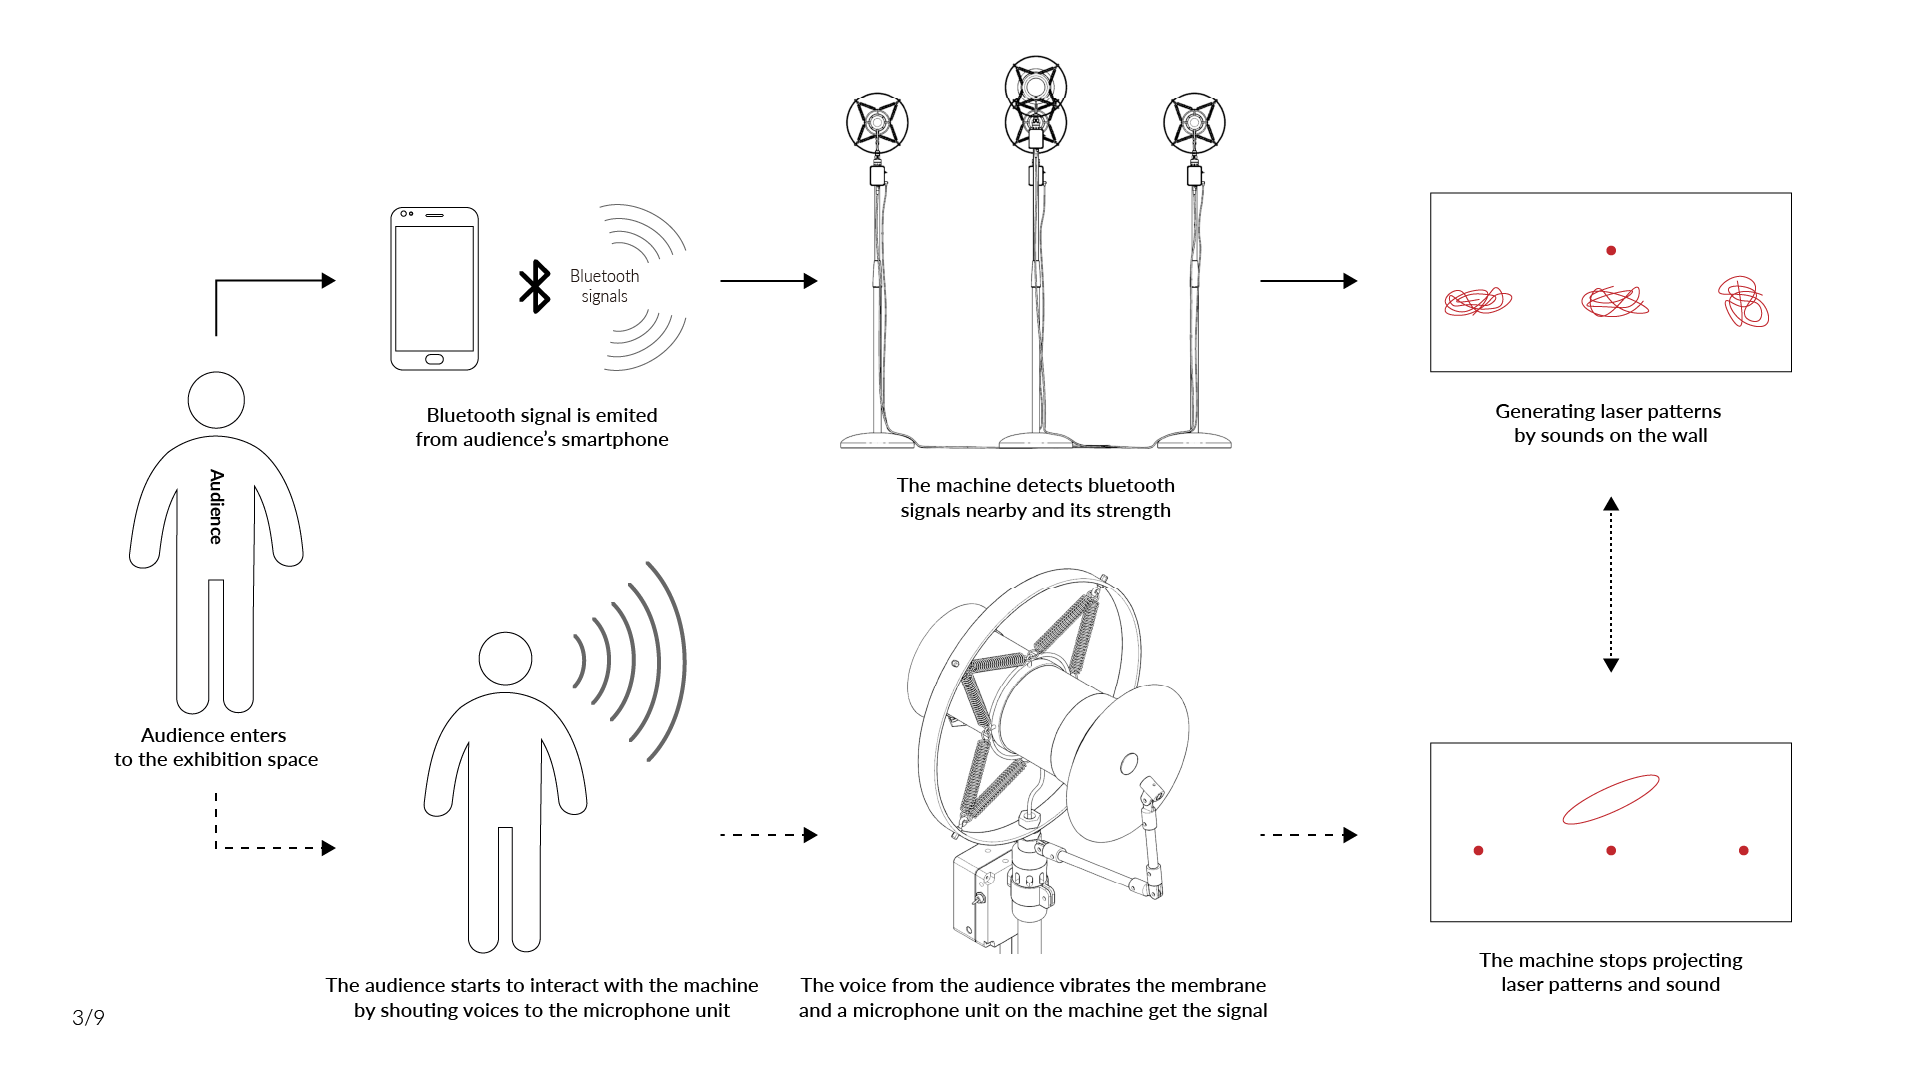 Bluetooth
signals
Bluetooth signal is emited
from audience's smartphone
The machine detects bluetooth
signals nearby and its strength
Generating laser patterns
by sounds on the wall
Audience
Audience enters
to the exhibition space
The audience starts to interact with the machine
by shouting voices to the microphone unit
The voice from the audience vibrates the membrane
and a microphone unit on the machine get the signal
The machine stops projecting
laser patterns and sound
3/9